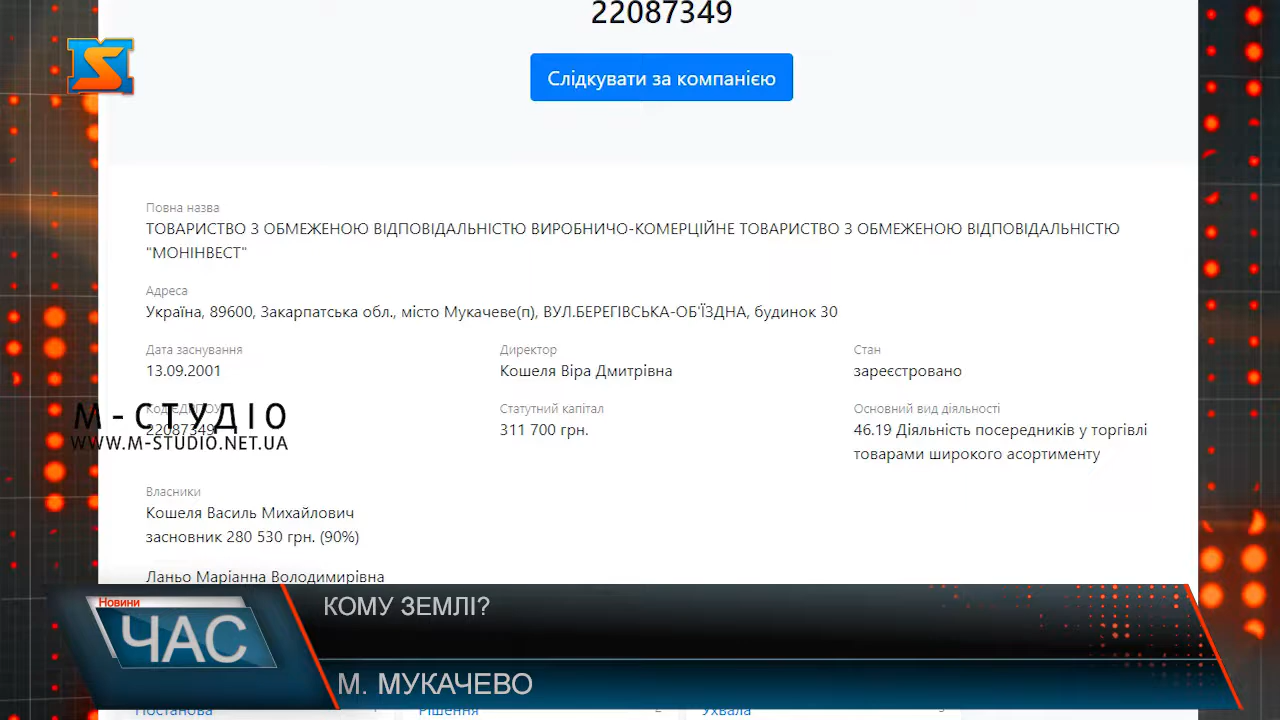 22087349
Слідкувати за компанією
Повна назва
ТОВАРИСТВО З ОБМЕЖЕНОЮ ВІДПОВІДАЛЬНІСТЮ ВИРОБНИЧО-КОМЕРЦІЙНЕ ТОВАРИСТВО З ОБМЕЖЕНОЮ ВІДПОВІДАЛЬНІСТЮ
"МОНІНВЕСТ"
Адреса
Україна, 89600, Закарпатська обл., місто Мукачеве(п), ВУЛ.БЕРЕГІВСЬКА-ОБ'ЇЗДНА, будинок 30
Дата заснування Директор Стан
13.09.2001 Кошеля Віра Дмитрівна зареєстровано
Код ЄДРПОУ Статутний капітал Основний вид діяльності
22087349 311 700 грн. 46.19 Діяльність посередників у торгівлі
товарами широкого асортименту
М-СТУДІО
WWW.M-STUDIO.NET.UA
Власники
Кошеля Василь Михайлович
засновник 280 530 грн. (90%)
Ланьо Маріанна Володимирівна
Новини
ЧАС
КОМУ ЗЕМЛІ?
М. МУКАЧЕВО
Постанова Рішення Ухвала